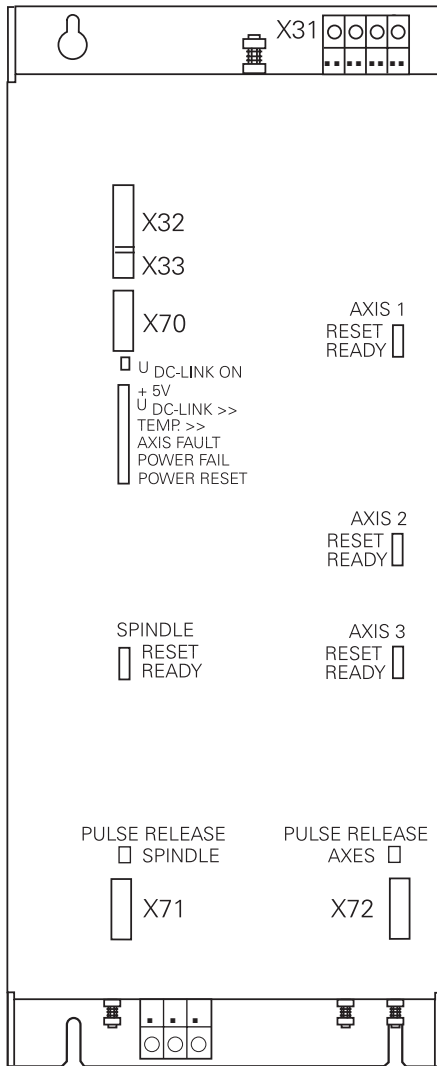 X31
X32
X33
X70
U DC-LINK ON
+ 5V
U DC-LINK >>
TEMP. >>
AXIS FAULT
POWER FAIL
POWER RESET
AXIS 1
RESET
READY
AXIS 2
RESET
READY
SPINDLE
RESET
READY
AXIS 3
RESET
READY
PULSE RELEASE
SPINDLE
X71
PULSE RELEASE
AXES
X72